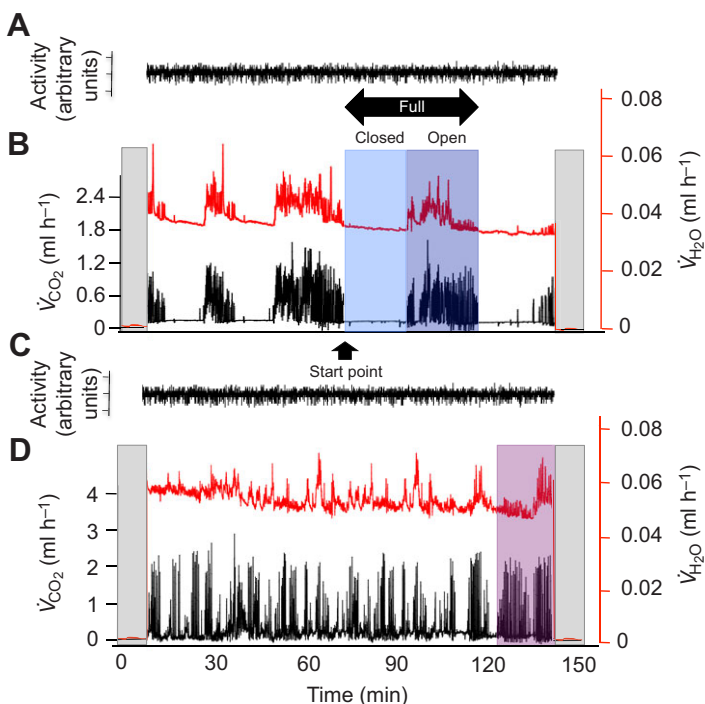 A
Activity
(arbitrary
units)
Full
Closed Open
0.08
0.06
0.04
0.02
0
V̇H2O (ml h–1)
B
2.4
1.8
1.2
0.6
0
V̇CO2 (ml h–1)
Start point
C
Activity
(arbitrary
units)
D
4
3
2
1
0
V̇CO2 (ml h–1)
0.08
0.06
0.04
0.02
0
V̇H2O (ml h–1)
0 30 60 90 120 150
Time (min)